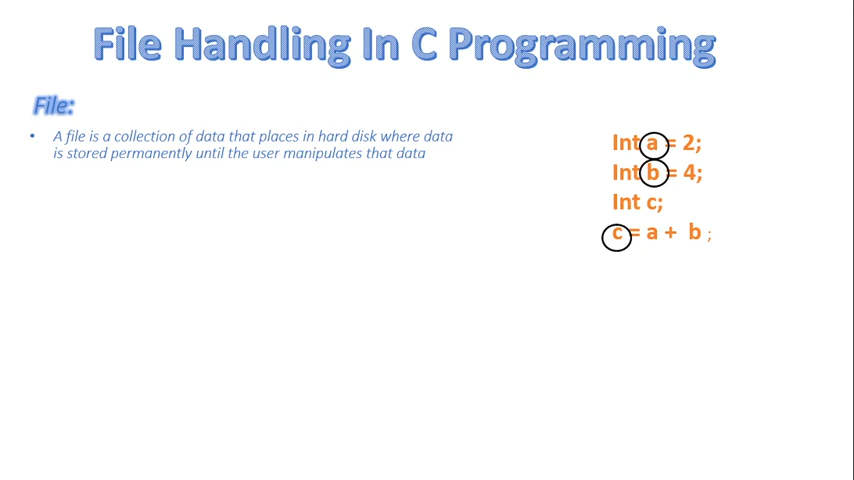 File Handling In C Programming
File:
• A file is a collection of data that places in hard disk where data
is stored permanently until the user manipulates that data
Int a = 2;
Int b = 4;
Int c;
c = a + b ;